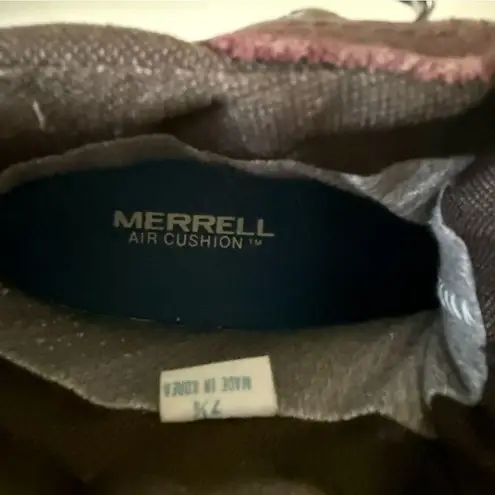 MERRELL
AIR CUSHION™
7½
MADE IN KOREA